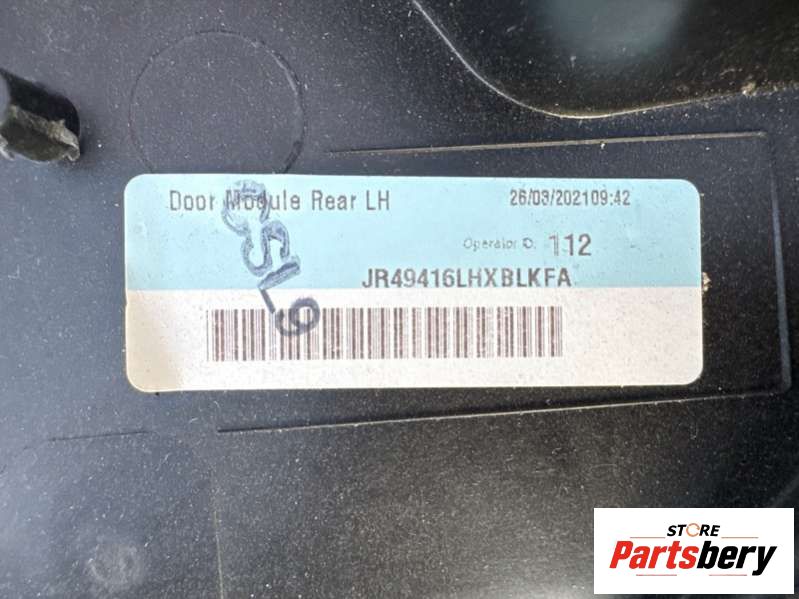 Door Module Rear LH
26/03/202109:42
Operator ID: 112
JR49416LHXBLKFA
STORE
Partsbery